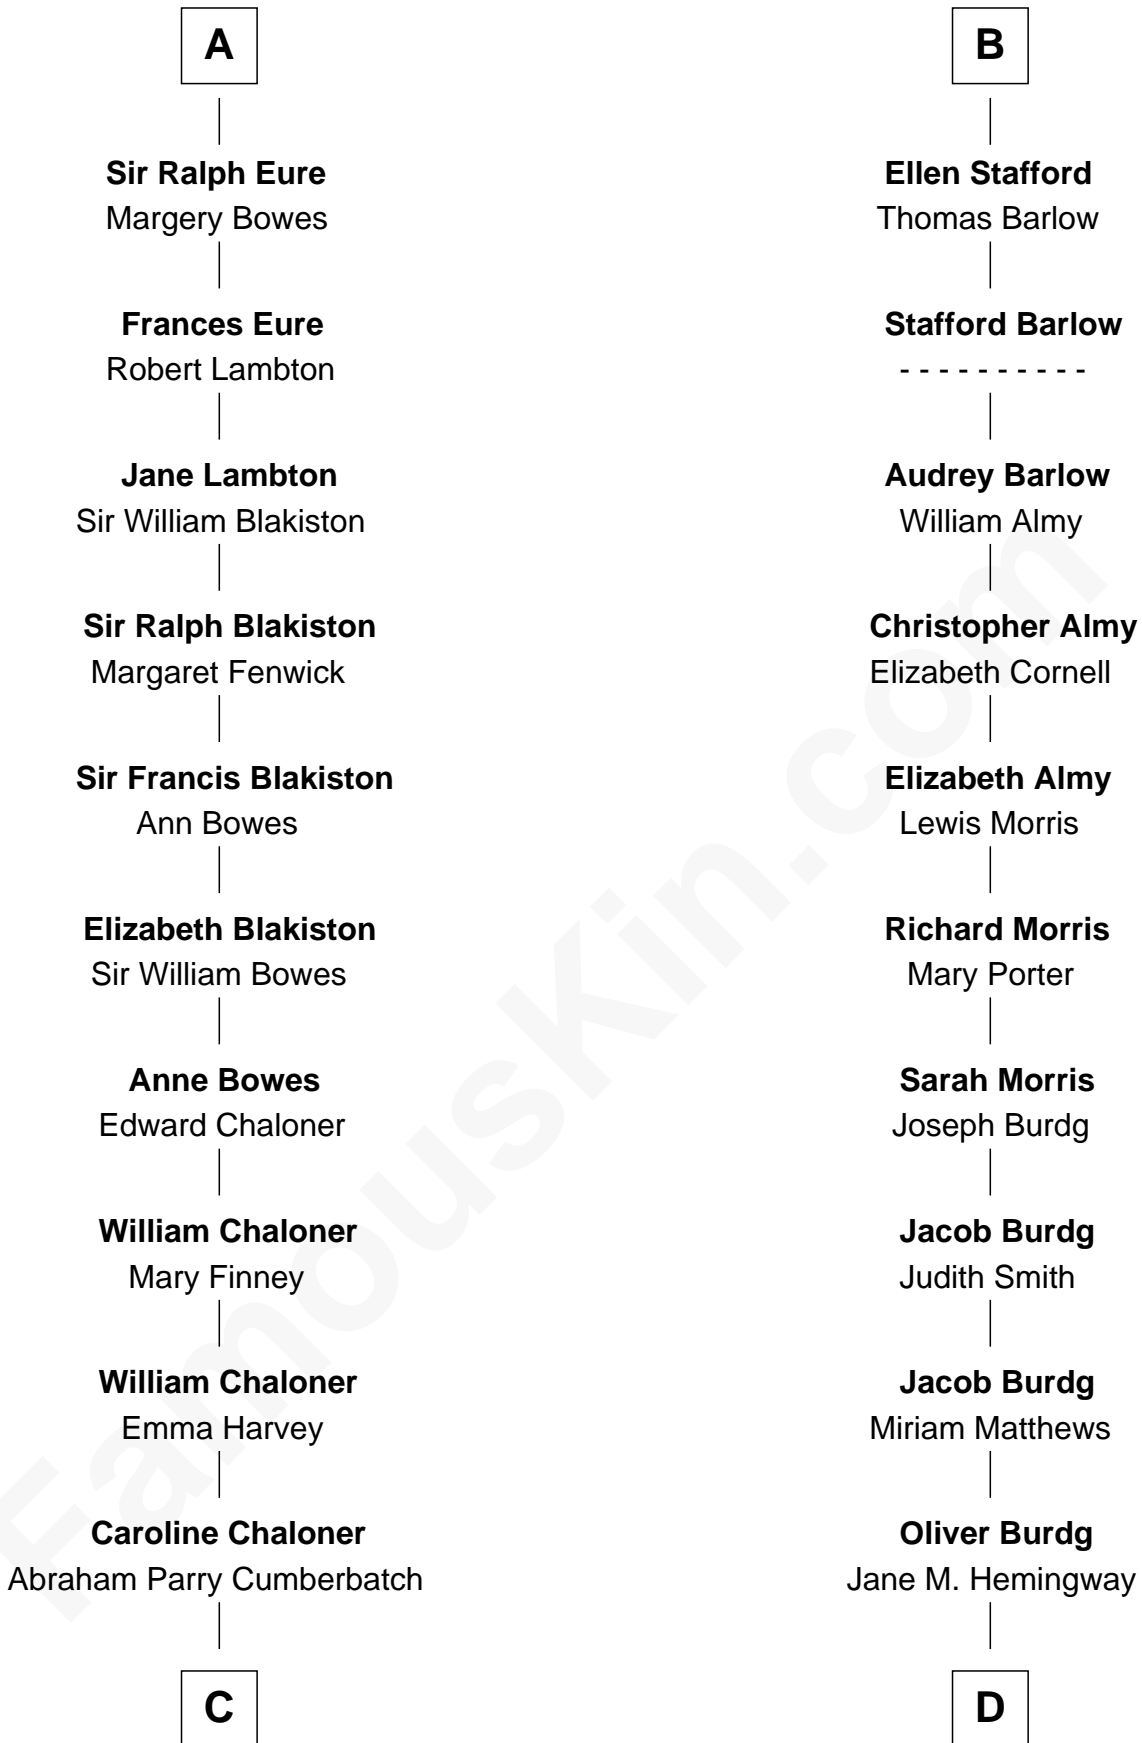 A
Sir Ralph Eure
Margery Bowes
Frances Eure
Robert Lambton
Jane Lambton
Sir William Blakiston
Sir Ralph Blakiston
Margaret Fenwick
Sir Francis Blakiston
Ann Bowes
Elizabeth Blakiston
Sir William Bowes
Anne Bowes
Edward Chaloner
William Chaloner
Mary Finney
William Chaloner
Emma Harvey
Caroline Chaloner
Abraham Parry Cumberbatch
C
B
Ellen Stafford
Thomas Barlow
Stafford Barlow
- - - - - - - - - -
Audrey Barlow
William Almy
Christopher Almy
Elizabeth Cornell
Elizabeth Almy
Lewis Morris
Richard Morris
Mary Porter
Sarah Morris
Joseph Burdg
Jacob Burdg
Judith Smith
Jacob Burdg
Miriam Matthews
Oliver Burdg
Jane M. Hemingway
D
FamousKin.com